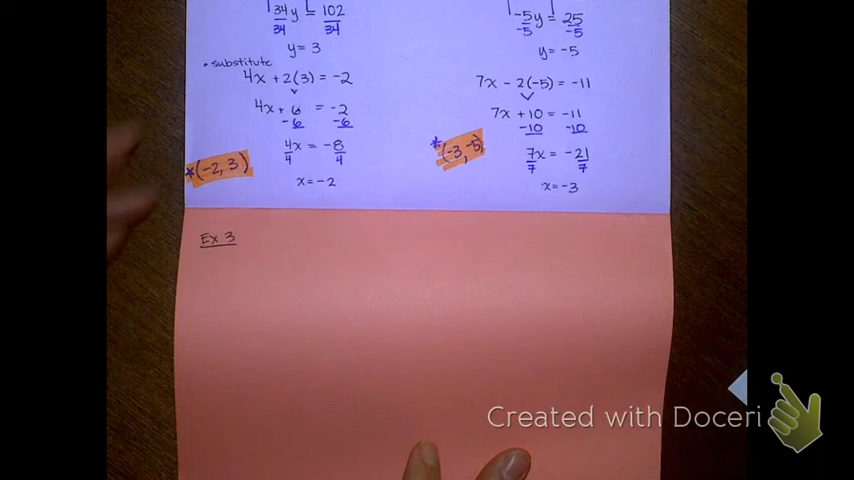 34y = 102
34 34
y = 3
• substitute
4x + 2(3) = -2
4x + 6 = -2
-6 -6
4x = -8
4 4
*(-2, 3)
x = -2
-5y = 25
-5 -5
y = -5
7x - 2(-5) = -11
7x + 10 = -11
-10 -10
*(-3, -5)
7x = -21
7 7
x = -3
Ex 3
Created with Doceri